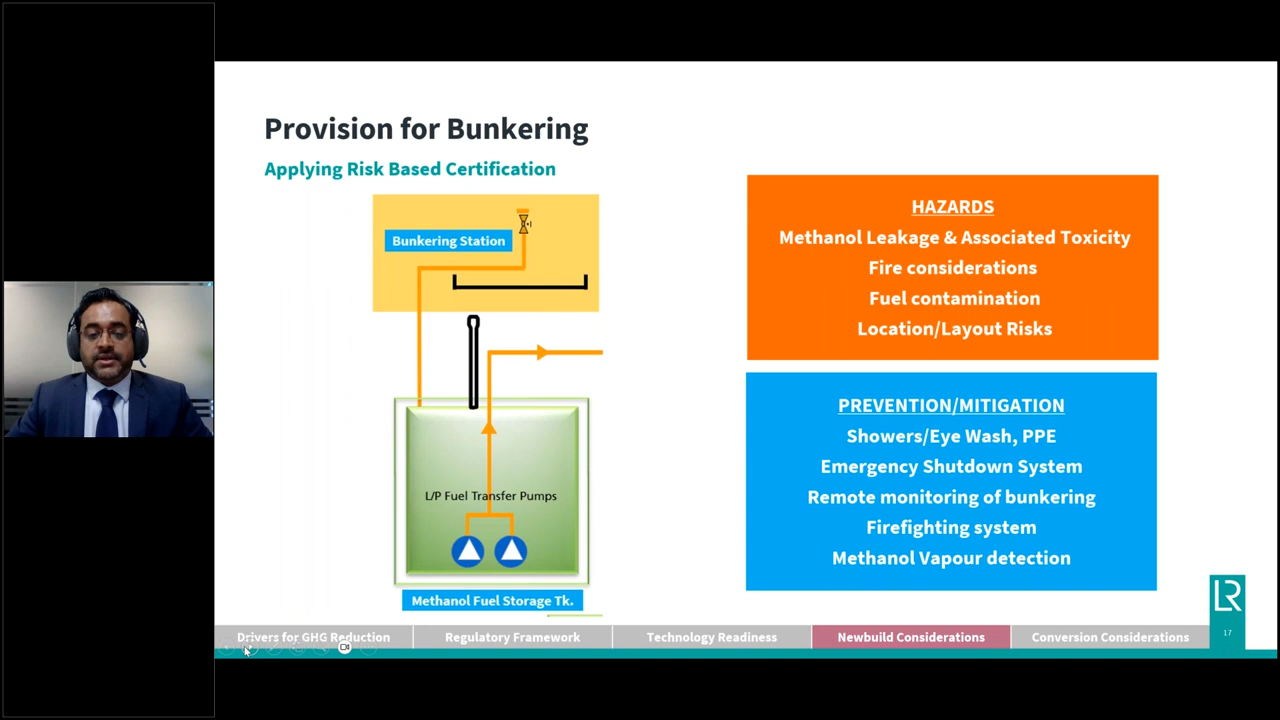 Provision for Bunkering
Applying Risk Based Certification
Bunkering Station
L/P Fuel Transfer Pumps
Methanol Fuel Storage Tk.
HAZARDS
Methanol Leakage & Associated Toxicity
Fire considerations
Fuel contamination
Location/Layout Risks
PREVENTION/MITIGATION
Showers/Eye Wash, PPE
Emergency Shutdown System
Remote monitoring of bunkering
Firefighting system
Methanol Vapour detection
LR
17
Drivers for GHG Reduction
Regulatory Framework
Technology Readiness
Newbuild Considerations
Conversion Considerations